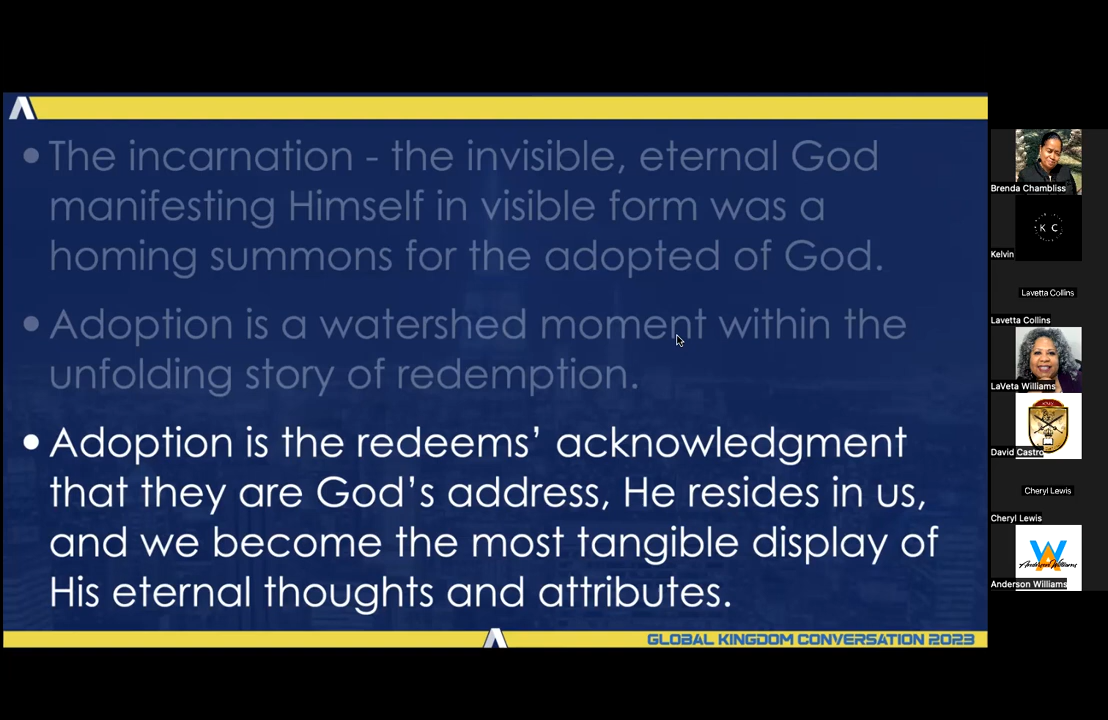 • The incarnation - the invisible, eternal God
manifesting Himself in visible form was a
homing summons for the adopted of God.
• Adoption is a watershed moment within the
unfolding story of redemption.
• Adoption is the redeems’ acknowledgment
that they are God’s address, He resides in us,
and we become the most tangible display of
His eternal thoughts and attributes.
GLOBAL KINGDOM CONVERSATION 2023
Brenda Chambliss
K C
Kelvin
Lavetta Collins
Lavetta Collins
LaVeta Williams
David Castro
Cheryl Lewis
Cheryl Lewis
WA
Anderson Williams
Anderson Williams